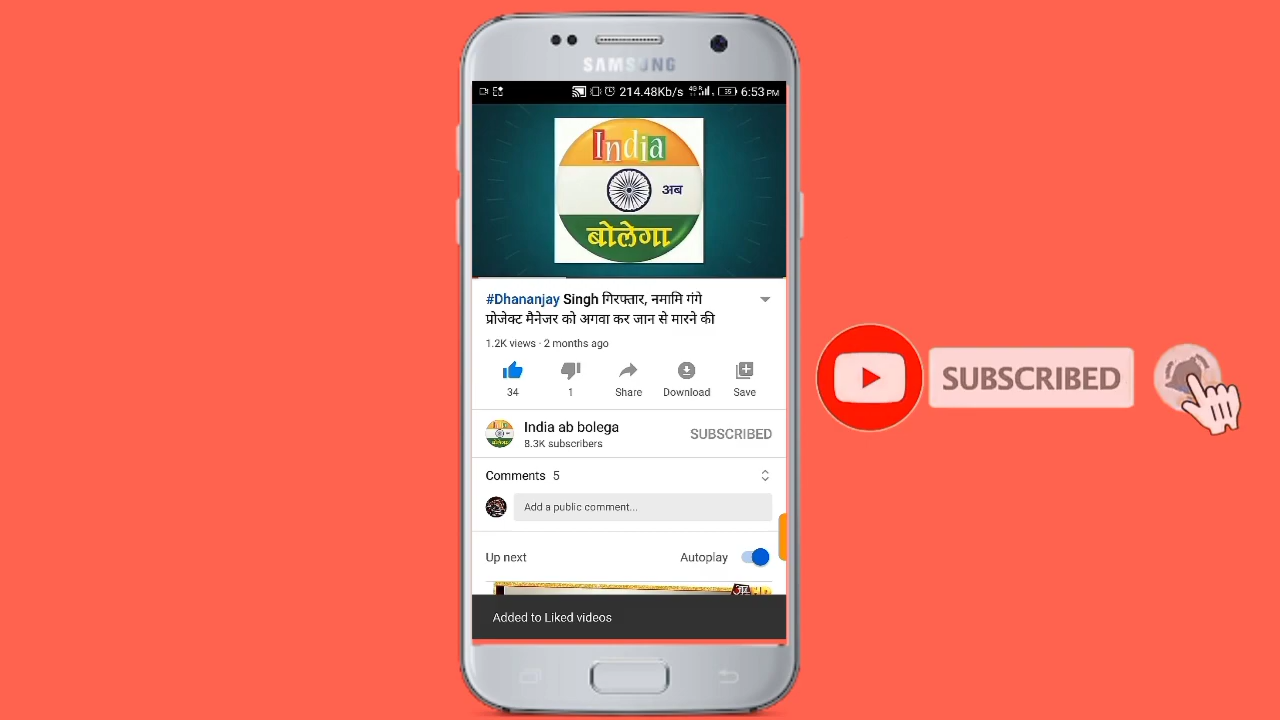 SAMSUNG
214.48Kb/s 4G 35 6:53 PM
India
अब
बोलेगा
#Dhananjay Singh गिरफ्तार, नमामि गंगे
प्रोजेक्ट मैनेजर को अगवा कर जान से मारने की
1.2K views · 2 months ago
34 1 Share Download Save
India ab bolega
8.3K subscribers
SUBSCRIBED
SUBSCRIBED
Comments 5
Add a public comment...
Up next Autoplay
Added to Liked videos